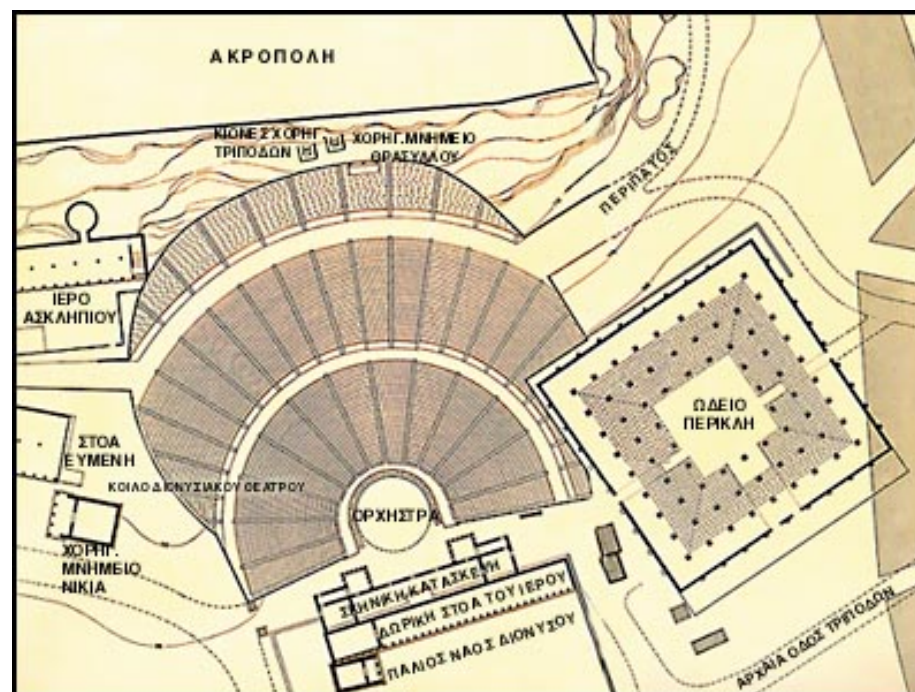 ΑΚΡΟΠΟΛΗ
ΚΙΟΝΕΣ ΧΟΡΗΓ.
ΤΡΙΠΟΔΩΝ
ΧΟΡΗΓ. ΜΝΗΜΕΙΟ
ΘΡΑΣΥΛΛΟΥ
ΠΕΡΙΠΑΤΟΣ
ΙΕΡΟ
ΑΣΚΛΗΠΙΟΥ
ΩΔΕΙΟ
ΠΕΡΙΚΛΗ
ΣΤΟΑ
ΕΥΜΕΝΗ
ΚΟΙΛΟ ΔΙΟΝΥΣΙΑΚΟΥ ΘΕΑΤΡΟΥ
ΟΡΧΗΣΤΡΑ
ΧΟΡΗΓ.
ΜΝΗΜΕΙΟ
ΝΙΚΙΑ
ΣΚΗΝΙΚΗ ΚΑΤΑΣΚΕΥΗ
ΔΩΡΙΚΗ ΣΤΟΑ ΤΟΥ ΙΕΡΟΥ
ΠΑΛΙΟΣ ΝΑΟΣ ΔΙΟΝΥΣΟΥ
ΑΡΧΑΙΑ ΟΔΟΣ ΤΡΙΠΟΔΩΝ